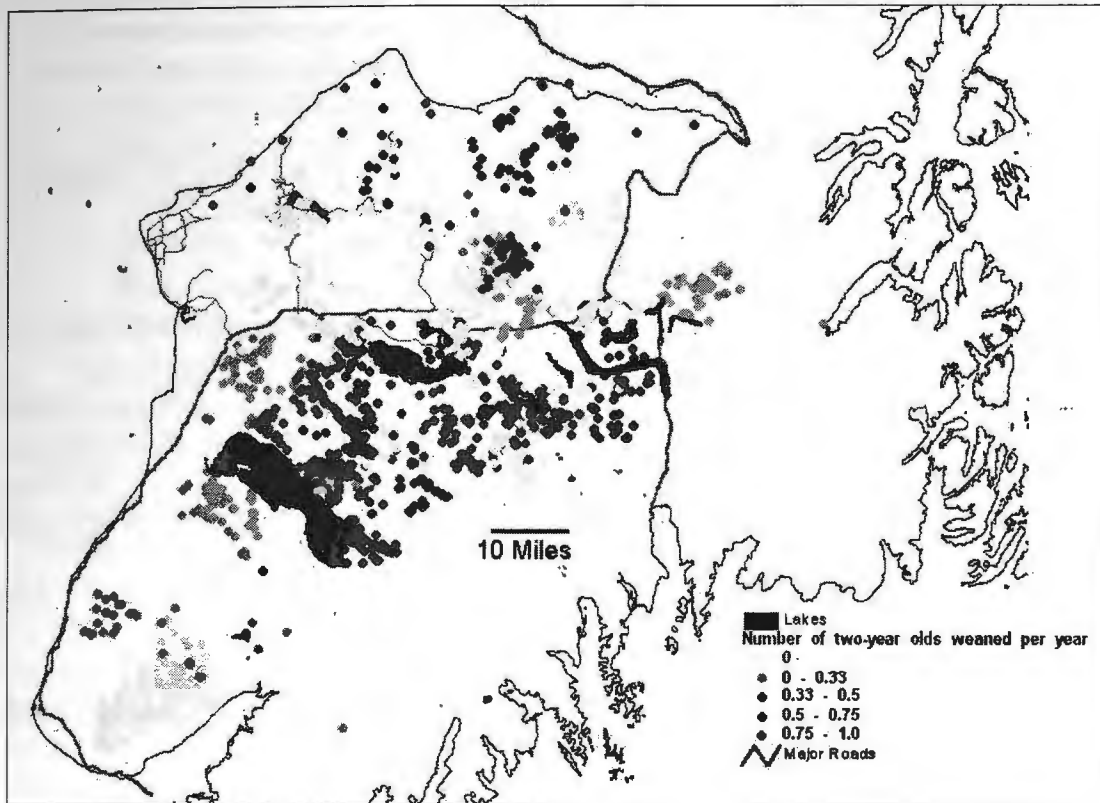 10 Miles
Lakes
Number of two-year olds weaned per year
0
0 - 0.33
0.33 - 0.5
0.5 - 0.75
0.75 - 1.0
Major Roads